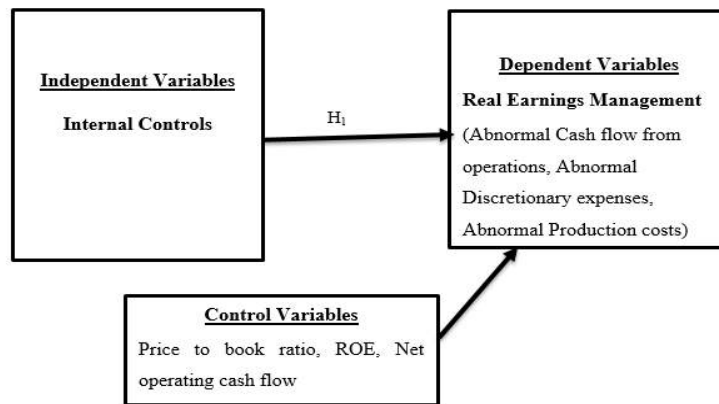 Independent Variables
Internal Controls
H1
Dependent Variables
Real Earnings Management
(Abnormal Cash flow from
operations, Abnormal
Discretionary expenses,
Abnormal Production costs)
Control Variables
Price to book ratio, ROE, Net
operating cash flow